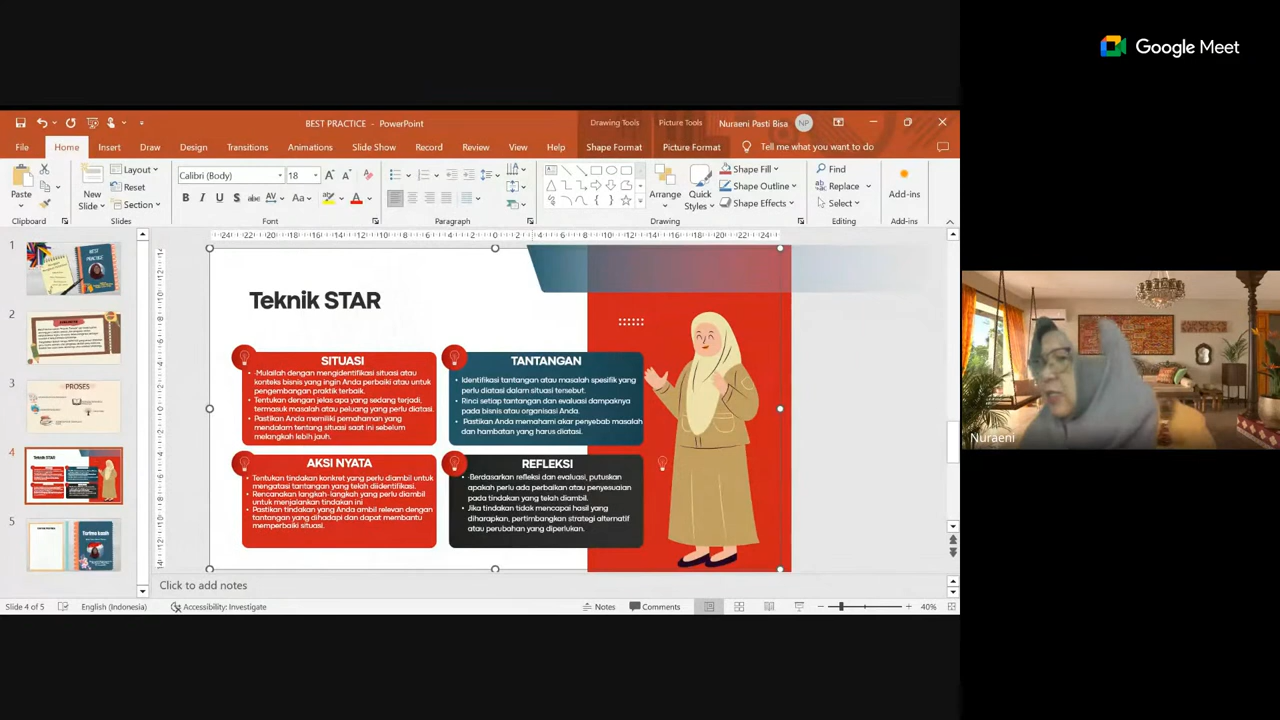 Google Meet
BEST PRACTICE - PowerPoint
Drawing Tools
Picture Tools
Nuraeni Pasti Bisa
NP
File
Home
Insert
Draw
Design
Transitions
Animations
Slide Show
Record
Review
View
Help
Shape Format
Picture Format
Tell me what you want to do
Paste
New
Slide
Layout
Reset
Section
Calibri (Body)
18
B I U S abc AV
Aa
A
Arrange
Quick
Styles
Shape Fill
Shape Outline
Shape Effects
Find
Replace
Select
Add-ins
Clipboard
Slides
Font
Paragraph
Drawing
Editing
Add-ins
1
2
3
PROSES
4
5
Terima kasih
Teknik STAR
SITUASI
• -Mulailah dengan mengidentifikasi situasi atau
konteks bisnis yang ingin Anda perbaiki atau untuk
pengembangan praktik terbaik.
• Tentukan dengan jelas apa yang sedang terjadi,
termasuk masalah atau peluang yang perlu diatasi.
• Pastikan Anda memiliki pemahaman yang
mendalam tentang situasi saat ini sebelum
melangkah lebih jauh.
TANTANGAN
• Identifikasi tantangan atau masalah spesifik yang
perlu diatasi dalam situasi tersebut.
• Rinci setiap tantangan dan evaluasi dampaknya
pada bisnis atau organisasi Anda.
• Pastikan Anda memahami akar penyebab masalah
dan hambatan yang harus diatasi.
AKSI NYATA
• Tentukan tindakan konkret yang perlu diambil untuk
mengatasi tantangan yang telah diidentifikasi.
• Rencanakan langkah-langkah yang perlu diambil
untuk menjalankan tindakan ini
• Pastikan tindakan yang Anda ambil relevan dengan
tantangan yang dihadapi dan dapat membantu
memperbaiki situasi.
REFLEKSI
• -Berdasarkan refleksi dan evaluasi, putuskan
apakah perlu ada perbaikan atau penyesuaian
pada tindakan yang telah diambil.
• Jika tindakan tidak mencapai hasil yang
diharapkan, pertimbangkan strategi alternatif
atau perubahan yang diperlukan.
Click to add notes
Slide 4 of 5
English (Indonesia)
Accessibility: Investigate
Notes
Comments
40%
Nuraeni